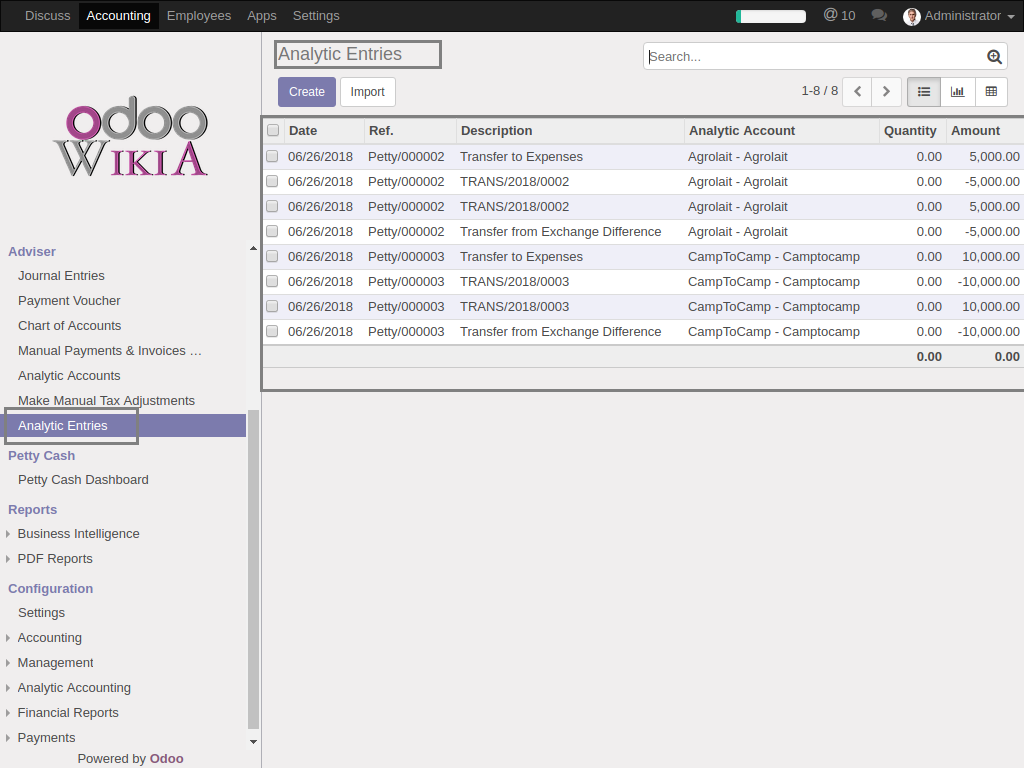 Discuss Accounting Employees Apps Settings @ 10 Administrator
odoo
WIKIA
Adviser
Journal Entries
Payment Voucher
Chart of Accounts
Manual Payments & Invoices …
Analytic Accounts
Make Manual Tax Adjustments
Analytic Entries
Petty Cash
Petty Cash Dashboard
Reports
Business Intelligence
PDF Reports
Configuration
Settings
Accounting
Management
Analytic Accounting
Financial Reports
Payments
Powered by Odoo
Analytic Entries Search...
Create Import 1-8 / 8
Date Ref. Description Analytic Account Quantity Amount
06/26/2018 Petty/000002 Transfer to Expenses Agrolait - Agrolait 0.00 5,000.00
06/26/2018 Petty/000002 TRANS/2018/0002 Agrolait - Agrolait 0.00 -5,000.00
06/26/2018 Petty/000002 TRANS/2018/0002 Agrolait - Agrolait 0.00 5,000.00
06/26/2018 Petty/000002 Transfer from Exchange Difference Agrolait - Agrolait 0.00 -5,000.00
06/26/2018 Petty/000003 Transfer to Expenses CampToCamp - Camptocamp 0.00 10,000.00
06/26/2018 Petty/000003 TRANS/2018/0003 CampToCamp - Camptocamp 0.00 -10,000.00
06/26/2018 Petty/000003 TRANS/2018/0003 CampToCamp - Camptocamp 0.00 10,000.00
06/26/2018 Petty/000003 Transfer from Exchange Difference CampToCamp - Camptocamp 0.00 -10,000.00
0.00 0.00